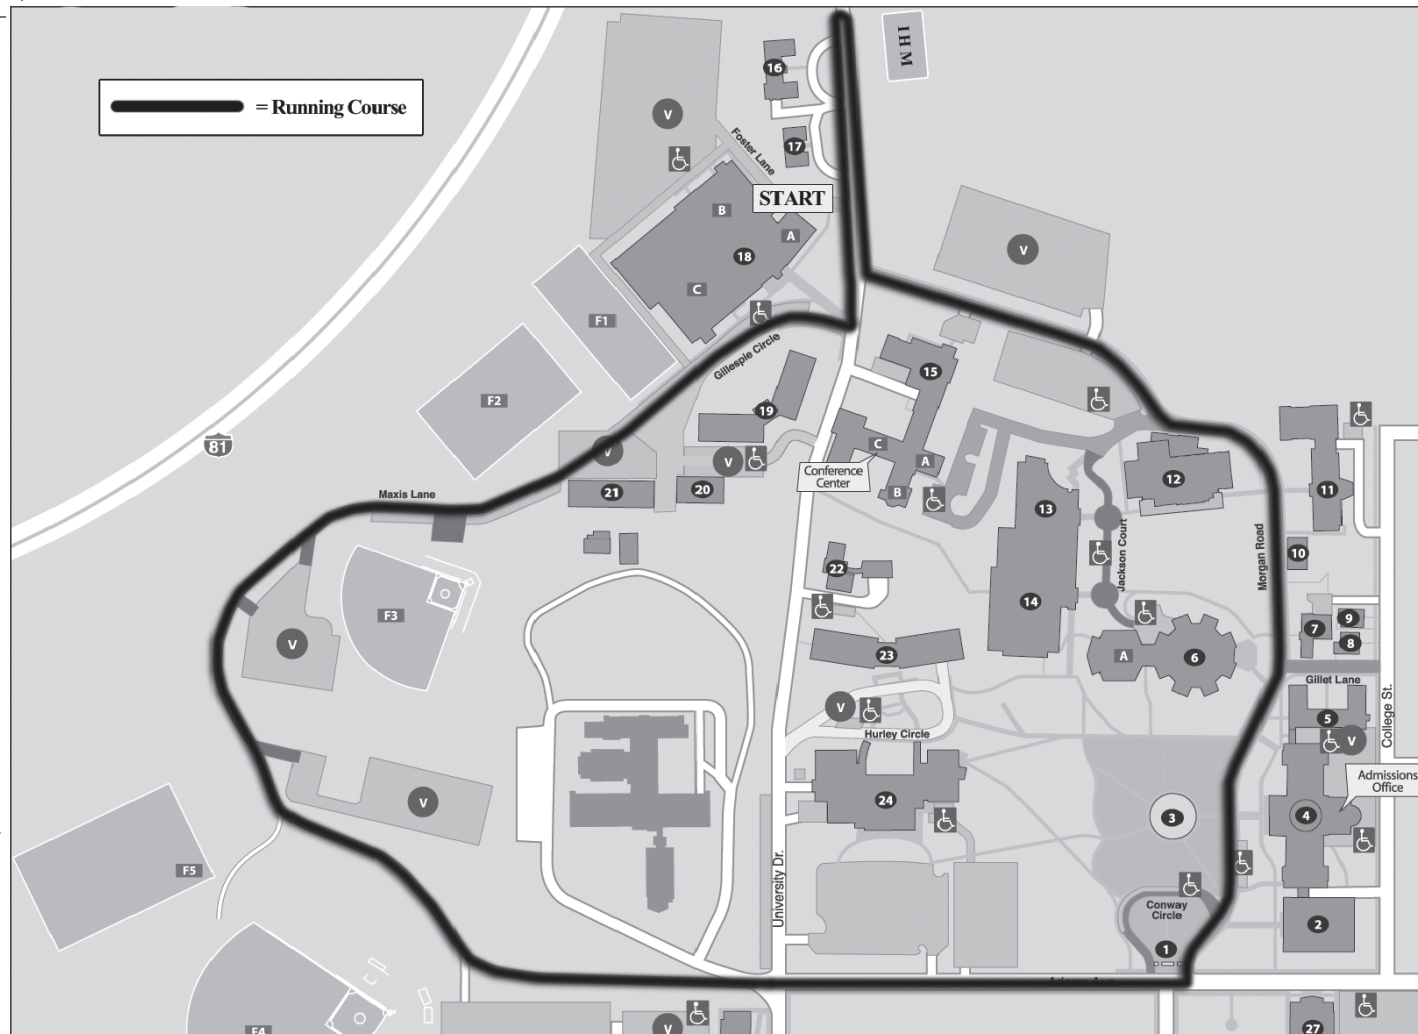 = Running Course
IHM
16
V
Foster Lane
17
START
B
A
18
C
V
F1
Gillespie Circle
F2
15
19
C
81
V
V
Conference
Center
A
B
12
11
Maxis Lane
21
20
13
Jackson Court
Morgan Road
10
22
F3
14
9
7
8
V
23
A
6
Gillet Lane
V
5
College St.
Hurley Circle
V
Admissions
Office
V
24
3
4
University Dr.
F5
Conway
Circle
2
1
Adams Ave.
F4
V
27